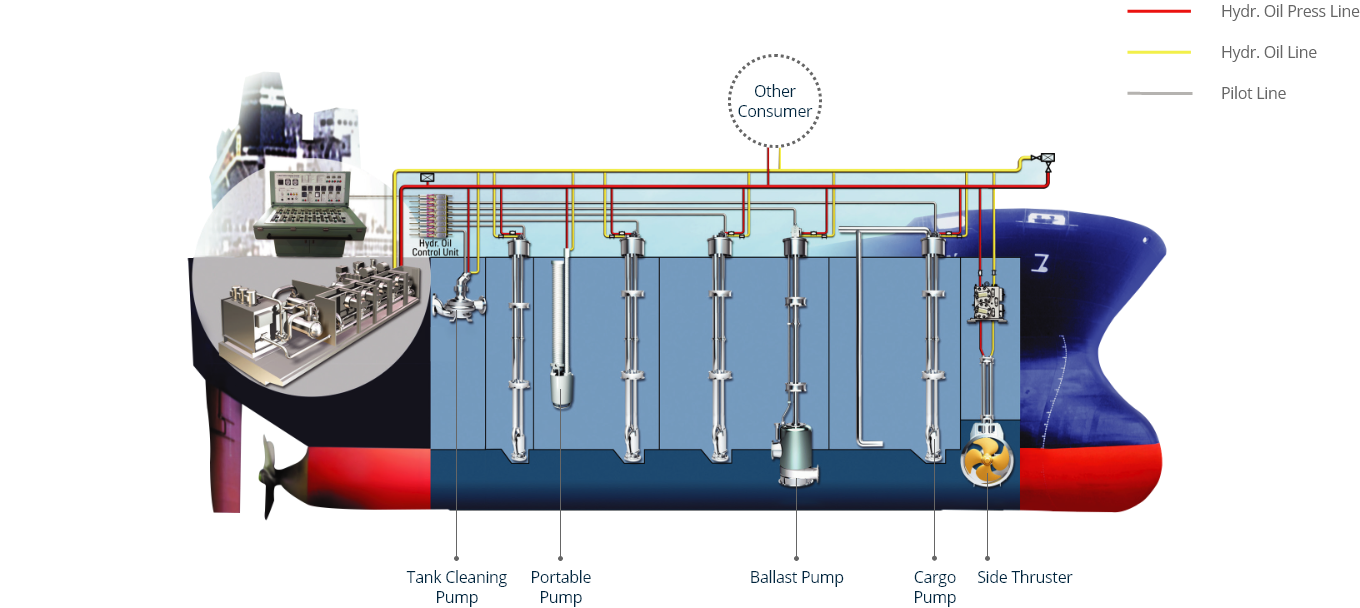 Hydr. Oil Press Line
Hydr. Oil Line
Pilot Line
Other
Consumer
Hydr. Oil
Control Unit
Tank Cleaning
Pump
Portable
Pump
Ballast Pump
Cargo
Pump
Side Thruster